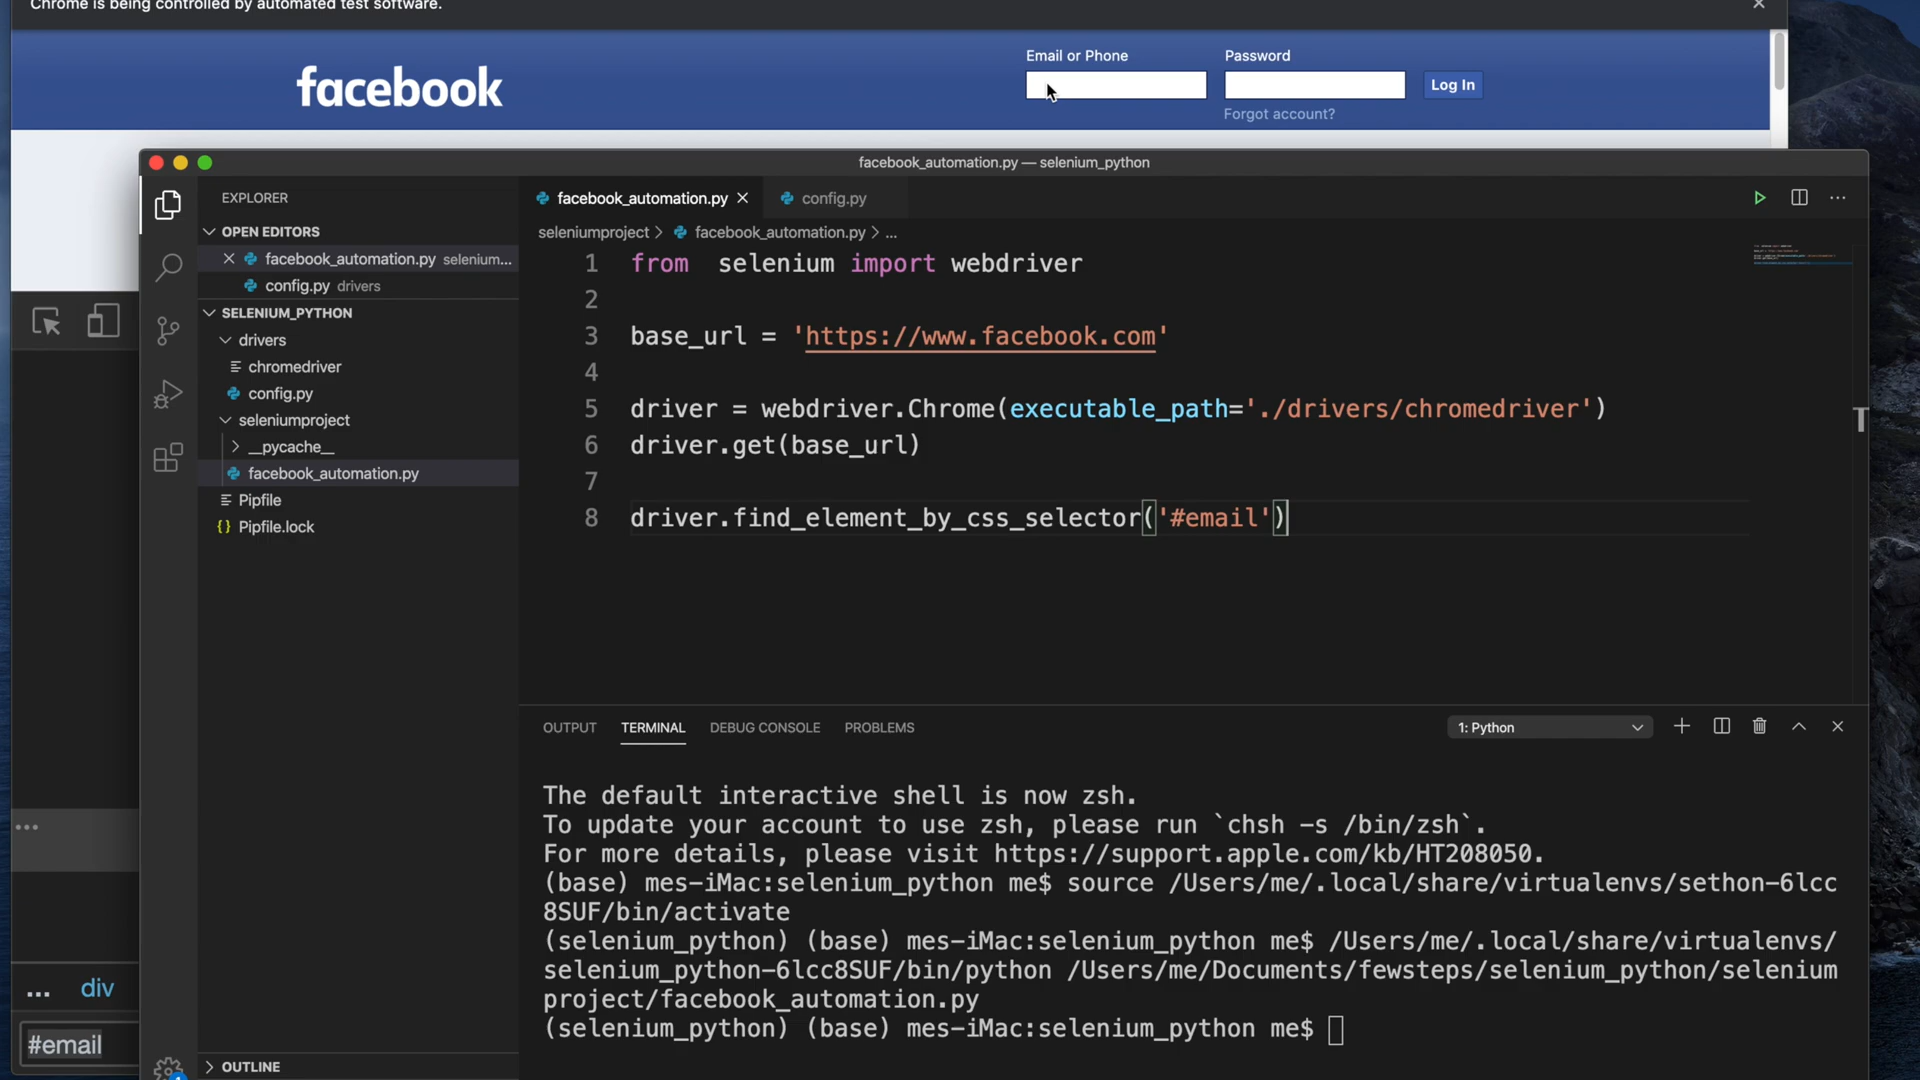 Chrome is being controlled by automated test software.
facebook
Email or Phone
Password
Log In
Forgot account?
facebook_automation.py — selenium_python
EXPLORER
OPEN EDITORS
facebook_automation.py selenium...
config.py drivers
SELENIUM_PYTHON
drivers
chromedriver
config.py
seleniumproject
__pycache__
facebook_automation.py
Pipfile
{} Pipfile.lock
OUTLINE
facebook_automation.py
config.py
seleniumproject > facebook_automation.py > ...
1 from  selenium import webdriver
2
3 base_url = 'https://www.facebook.com'
4
5 driver = webdriver.Chrome(executable_path='./drivers/chromedriver')
6 driver.get(base_url)
7
8 driver.find_element_by_css_selector('#email')
OUTPUT
TERMINAL
DEBUG CONSOLE
PROBLEMS
1: Python
The default interactive shell is now zsh.
To update your account to use zsh, please run `chsh -s /bin/zsh`.
For more details, please visit https://support.apple.com/kb/HT208050.
(base) mes-iMac:selenium_python me$ source /Users/me/.local/share/virtualenvs/sethon-6lcc
8SUF/bin/activate
(selenium_python) (base) mes-iMac:selenium_python me$ /Users/me/.local/share/virtualenvs/
selenium_python-6lcc8SUF/bin/python /Users/me/Documents/fewsteps/selenium_python/selenium
project/facebook_automation.py
(selenium_python) (base) mes-iMac:selenium_python me$
... div
#email